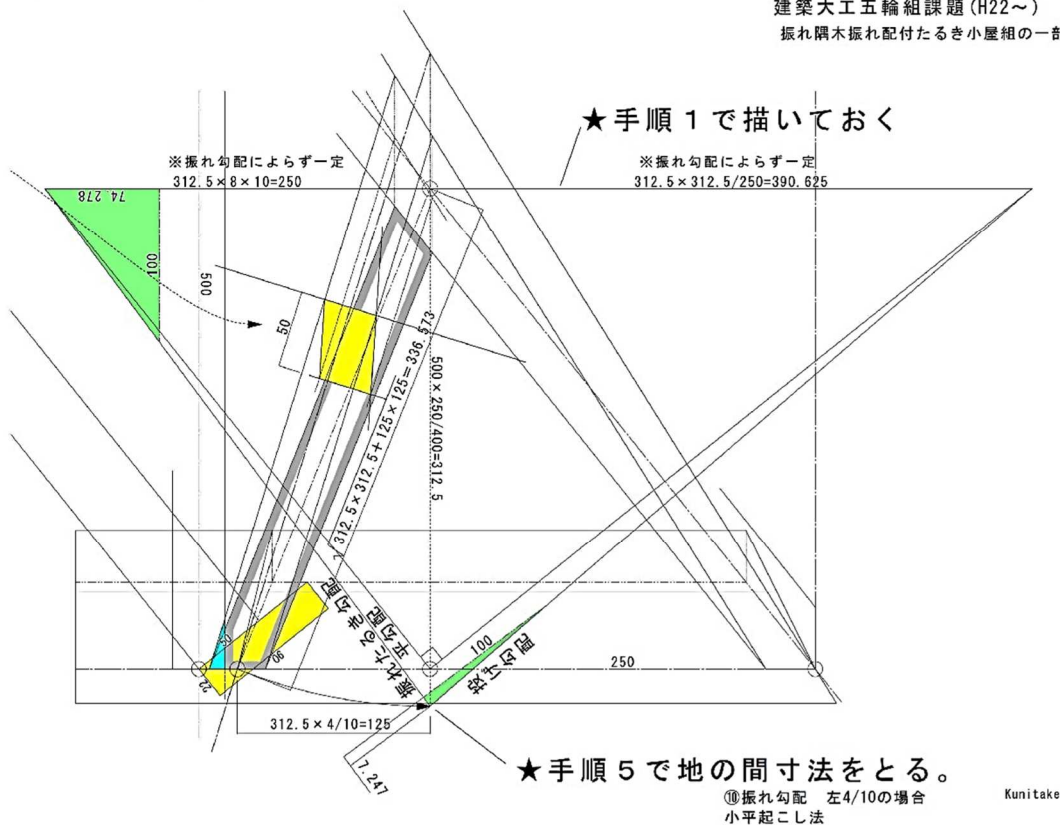 建築大工五輪組課題(H22~)
振れ隅木振れ配付たるき小屋組の一部
★手順1で描いておく
※振れ勾配によらず一定
312.5×8×10=250
※振れ勾配によらず一定
312.5×312.5/250=390.625
74.278
100
500
50
312.5×312.5+125×125=336.573
500×250/400=312.5
振れたるき勾配
平勾配
投げ勾配
100
250
50
90
22
312.5×4/10=125
7.247
★手順5で地の間寸法をとる。
⑩振れ勾配 左4/10の場合
小平起こし法
Kunitake